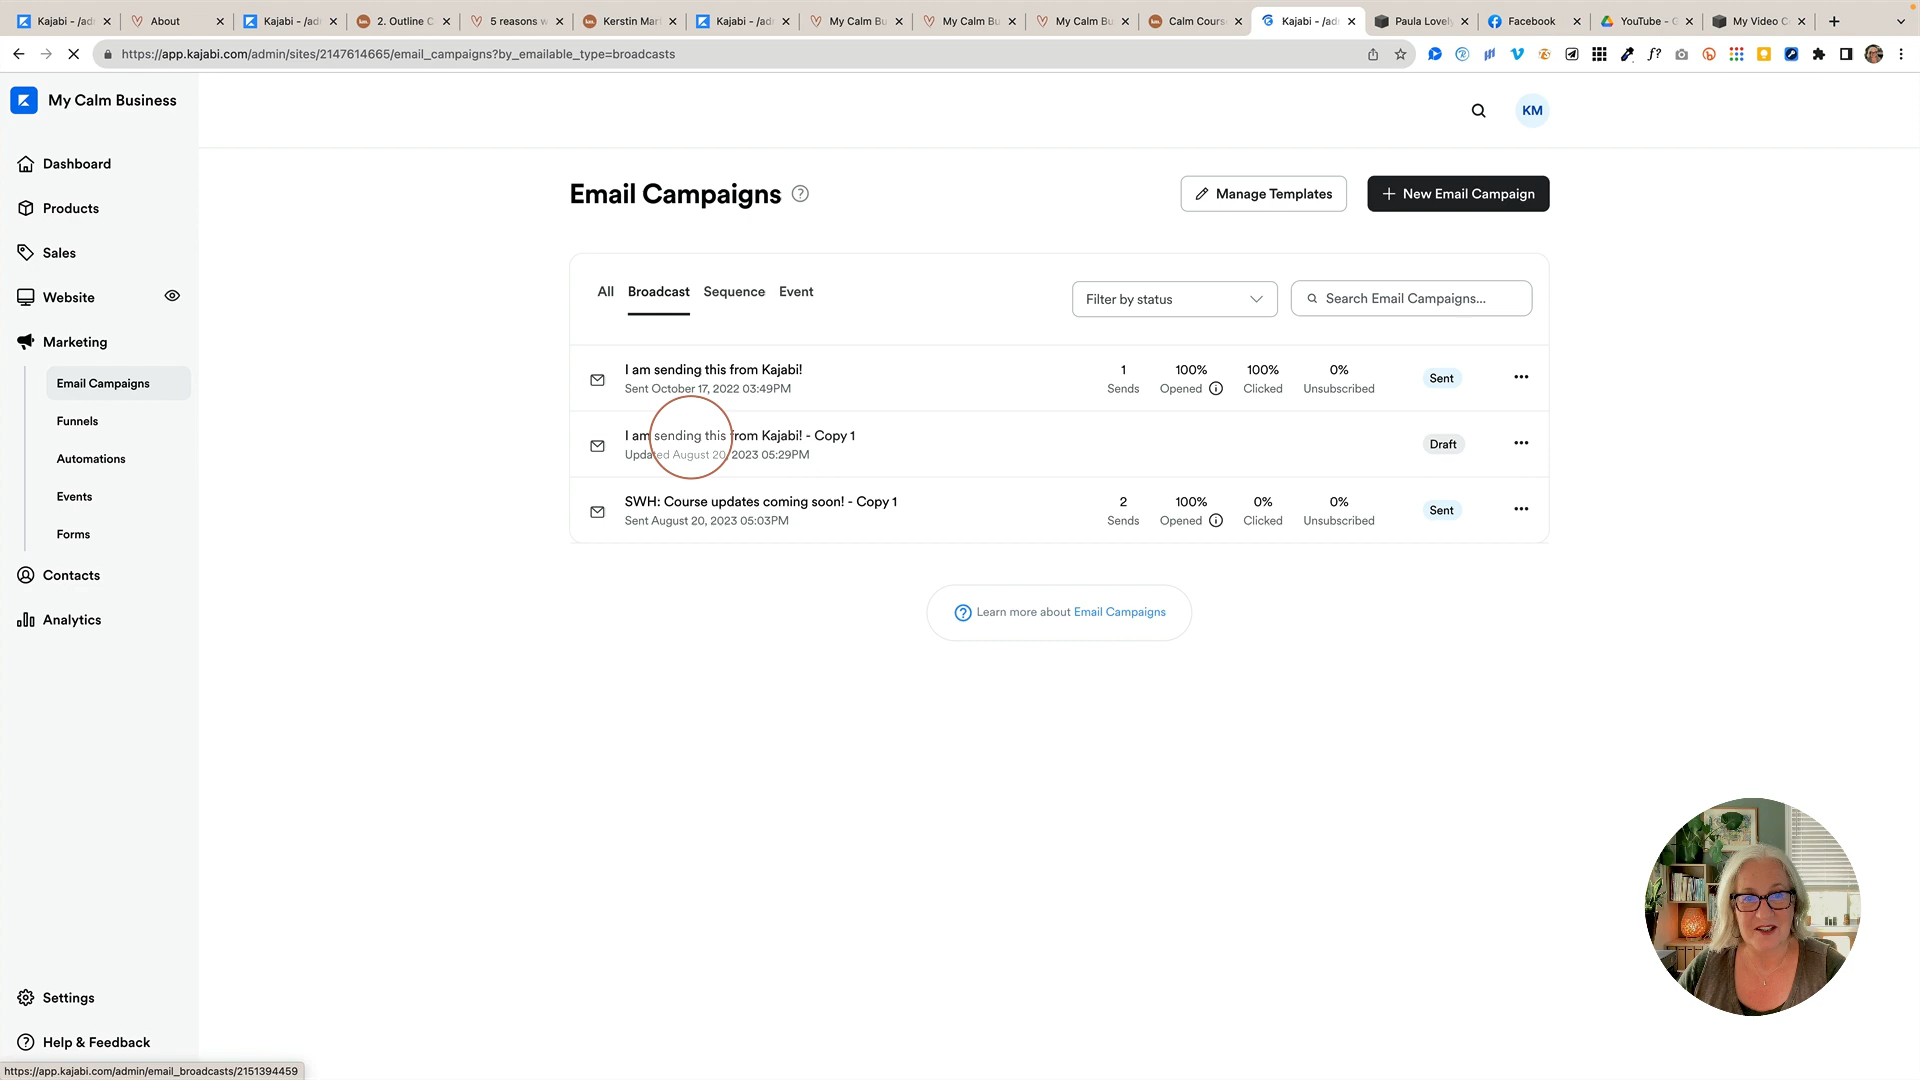 Kajabi - /ad
About
Kajabi - /ad
2. Outline C
5 reasons w
Kerstin Mar
Kajabi - /ad
My Calm Bu
My Calm Bu
My Calm Bu
Calm Cours
Kajabi - /ad
Paula Lovely
Facebook
YouTube - G
My Video C
https://app.kajabi.com/admin/sites/2147614665/email_campaigns?by_emailable_type=broadcasts
My Calm Business
KM
Dashboard
Products
Sales
Website
Marketing
Email Campaigns
Funnels
Automations
Events
Forms
Contacts
Analytics
Settings
Help & Feedback
Email Campaigns
Manage Templates
New Email Campaign
All Broadcast Sequence Event
Filter by status
Search Email Campaigns...
I am sending this from Kajabi!
Sent October 17, 2022 03:49PM
1 100% 100% 0%
Sends Opened Clicked Unsubscribed
Sent
I am sending this from Kajabi! - Copy 1
Updated August 20, 2023 05:29PM
Draft
SWH: Course updates coming soon! - Copy 1
Sent August 20, 2023 05:03PM
2 100% 0% 0%
Sends Opened Clicked Unsubscribed
Sent
Learn more about Email Campaigns
https://app.kajabi.com/admin/email_broadcasts/2151394459